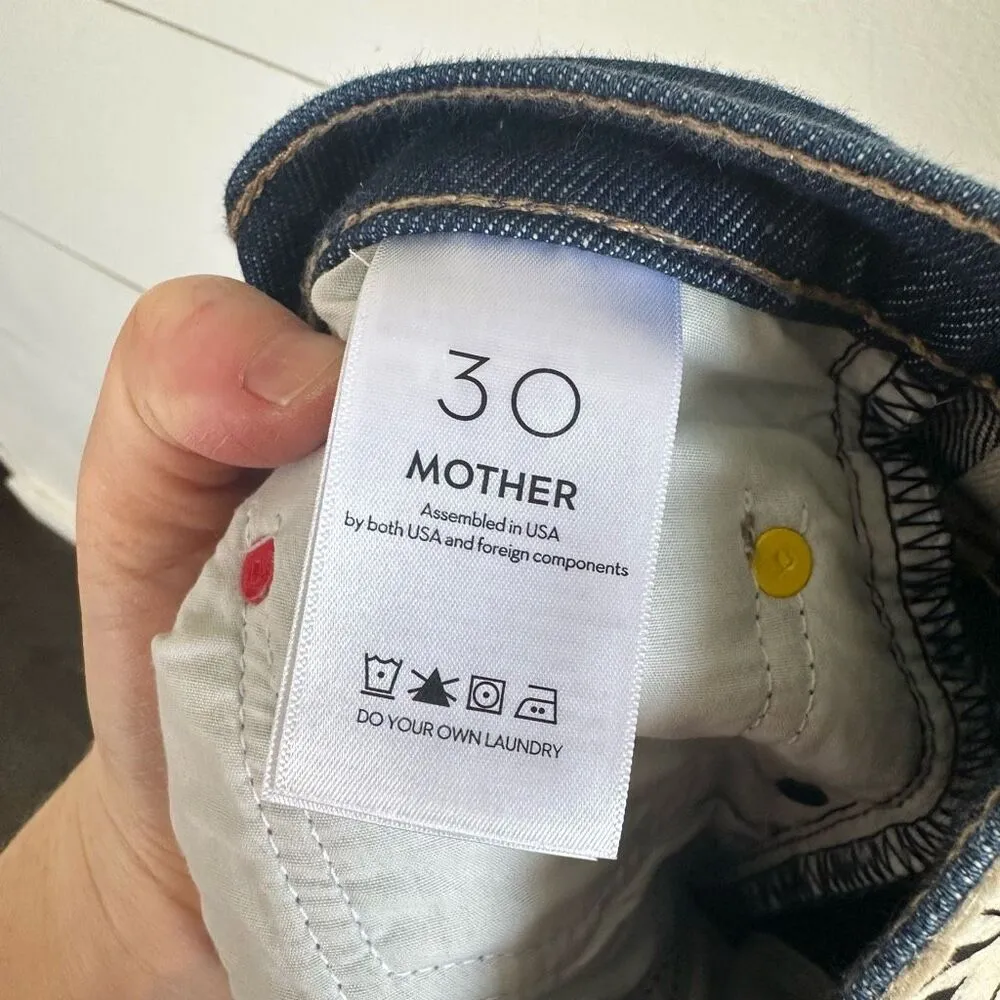 30
MOTHER
Assembled in USA
by both USA and foreign components
DO YOUR OWN LAUNDRY